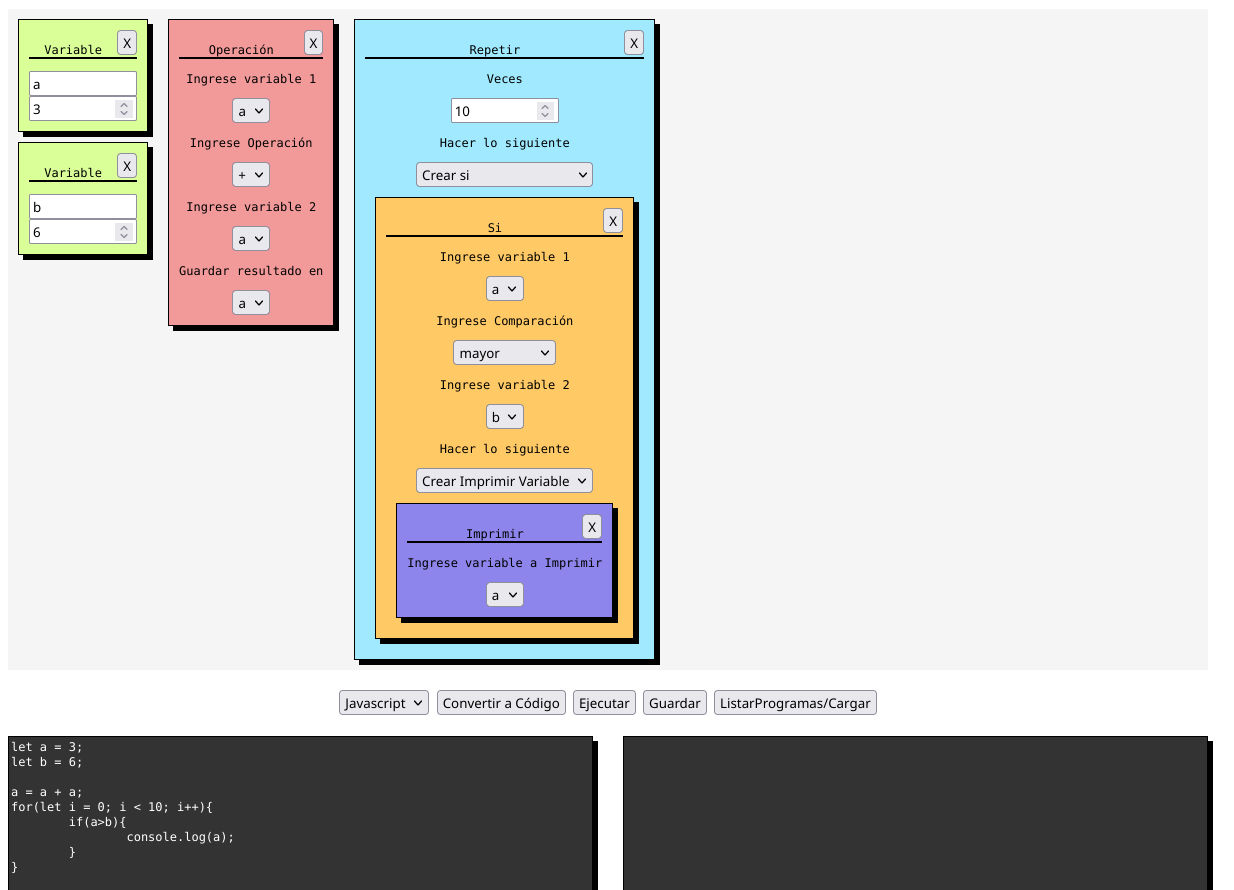 Variable
X
a
3
Variable
X
b
6
Operación
X
Ingrese variable 1
a
Ingrese Operación
+
Ingrese variable 2
a
Guardar resultado en
a
Repetir
X
Veces
10
Hacer lo siguiente
Crear si
Si
X
Ingrese variable 1
a
Ingrese Comparación
mayor
Ingrese variable 2
b
Hacer lo siguiente
Crear Imprimir Variable
Imprimir
X
Ingrese variable a Imprimir
a
Javascript Convertir a Código Ejecutar Guardar ListarProgramas/Cargar
let a = 3;
let b = 6;
a = a + a;
for(let i = 0; i < 10; i++){
if(a>b){
console.log(a);
}
}